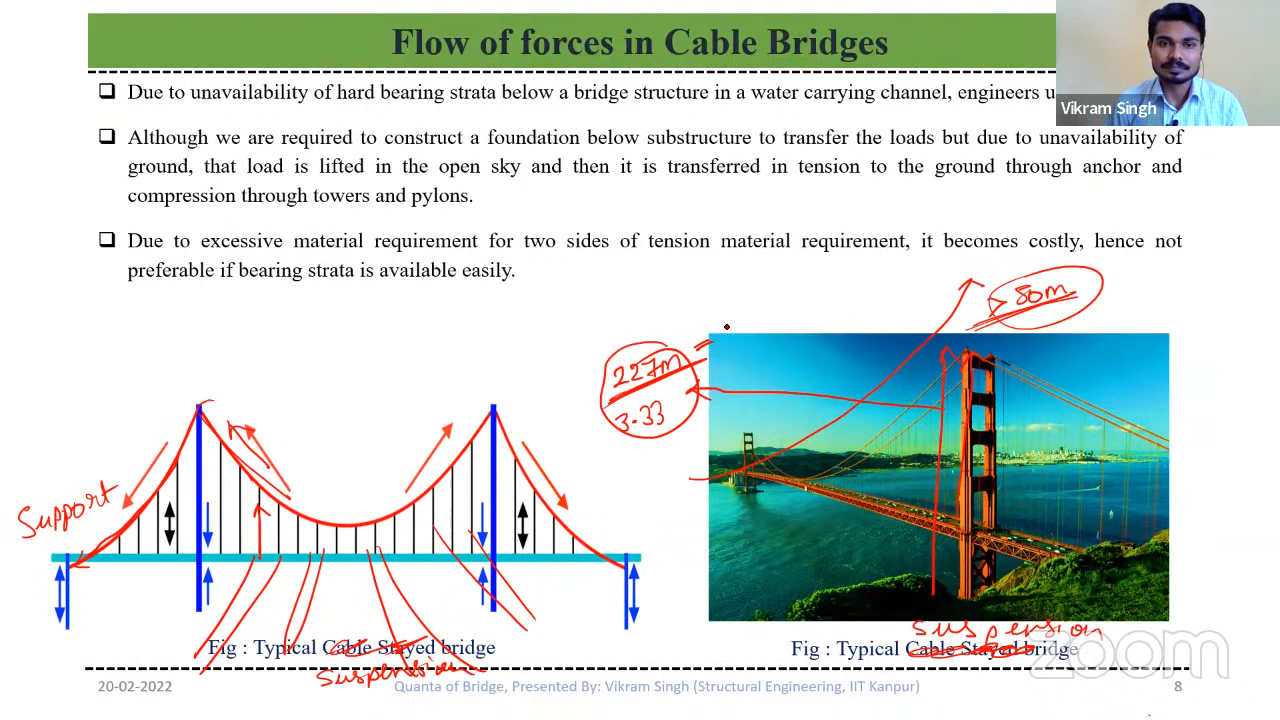 Flow of forces in Cable Bridges
Vikram Singh
❑ Due to unavailability of hard bearing strata below a bridge structure in a water carrying channel, engineers u
❑ Although we are required to construct a foundation below substructure to transfer the loads but due to unavailability of
ground, that load is lifted in the open sky and then it is transferred in tension to the ground through anchor and
compression through towers and pylons.
❑ Due to excessive material requirement for two sides of tension material requirement, it becomes costly, hence not
preferable if bearing strata is available easily.
> 80m
227m
3.33
Support
Fig : Typical Cable Stayed bridge
Suspension
suspension
Fig : Typical Cable Stayed bridge
zoom
20-02-2022
Quanta of Bridge, Presented By: Vikram Singh (Structural Engineering, IIT Kanpur)
8